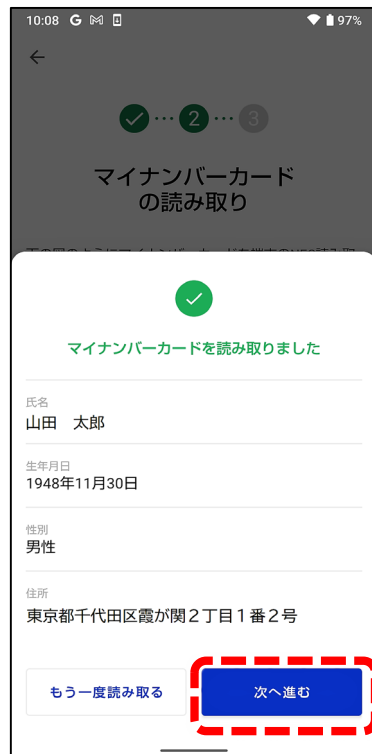 10:08 G 97%
✓ 2 3
マイナンバーカード
の読み取り
マイナンバーカードを読み取りました
氏名
山田　太郎
生年月日
1948年11月30日
性別
男性
住所
東京都千代田区霞が関２丁目１番２号
もう一度読み取る 次へ進む